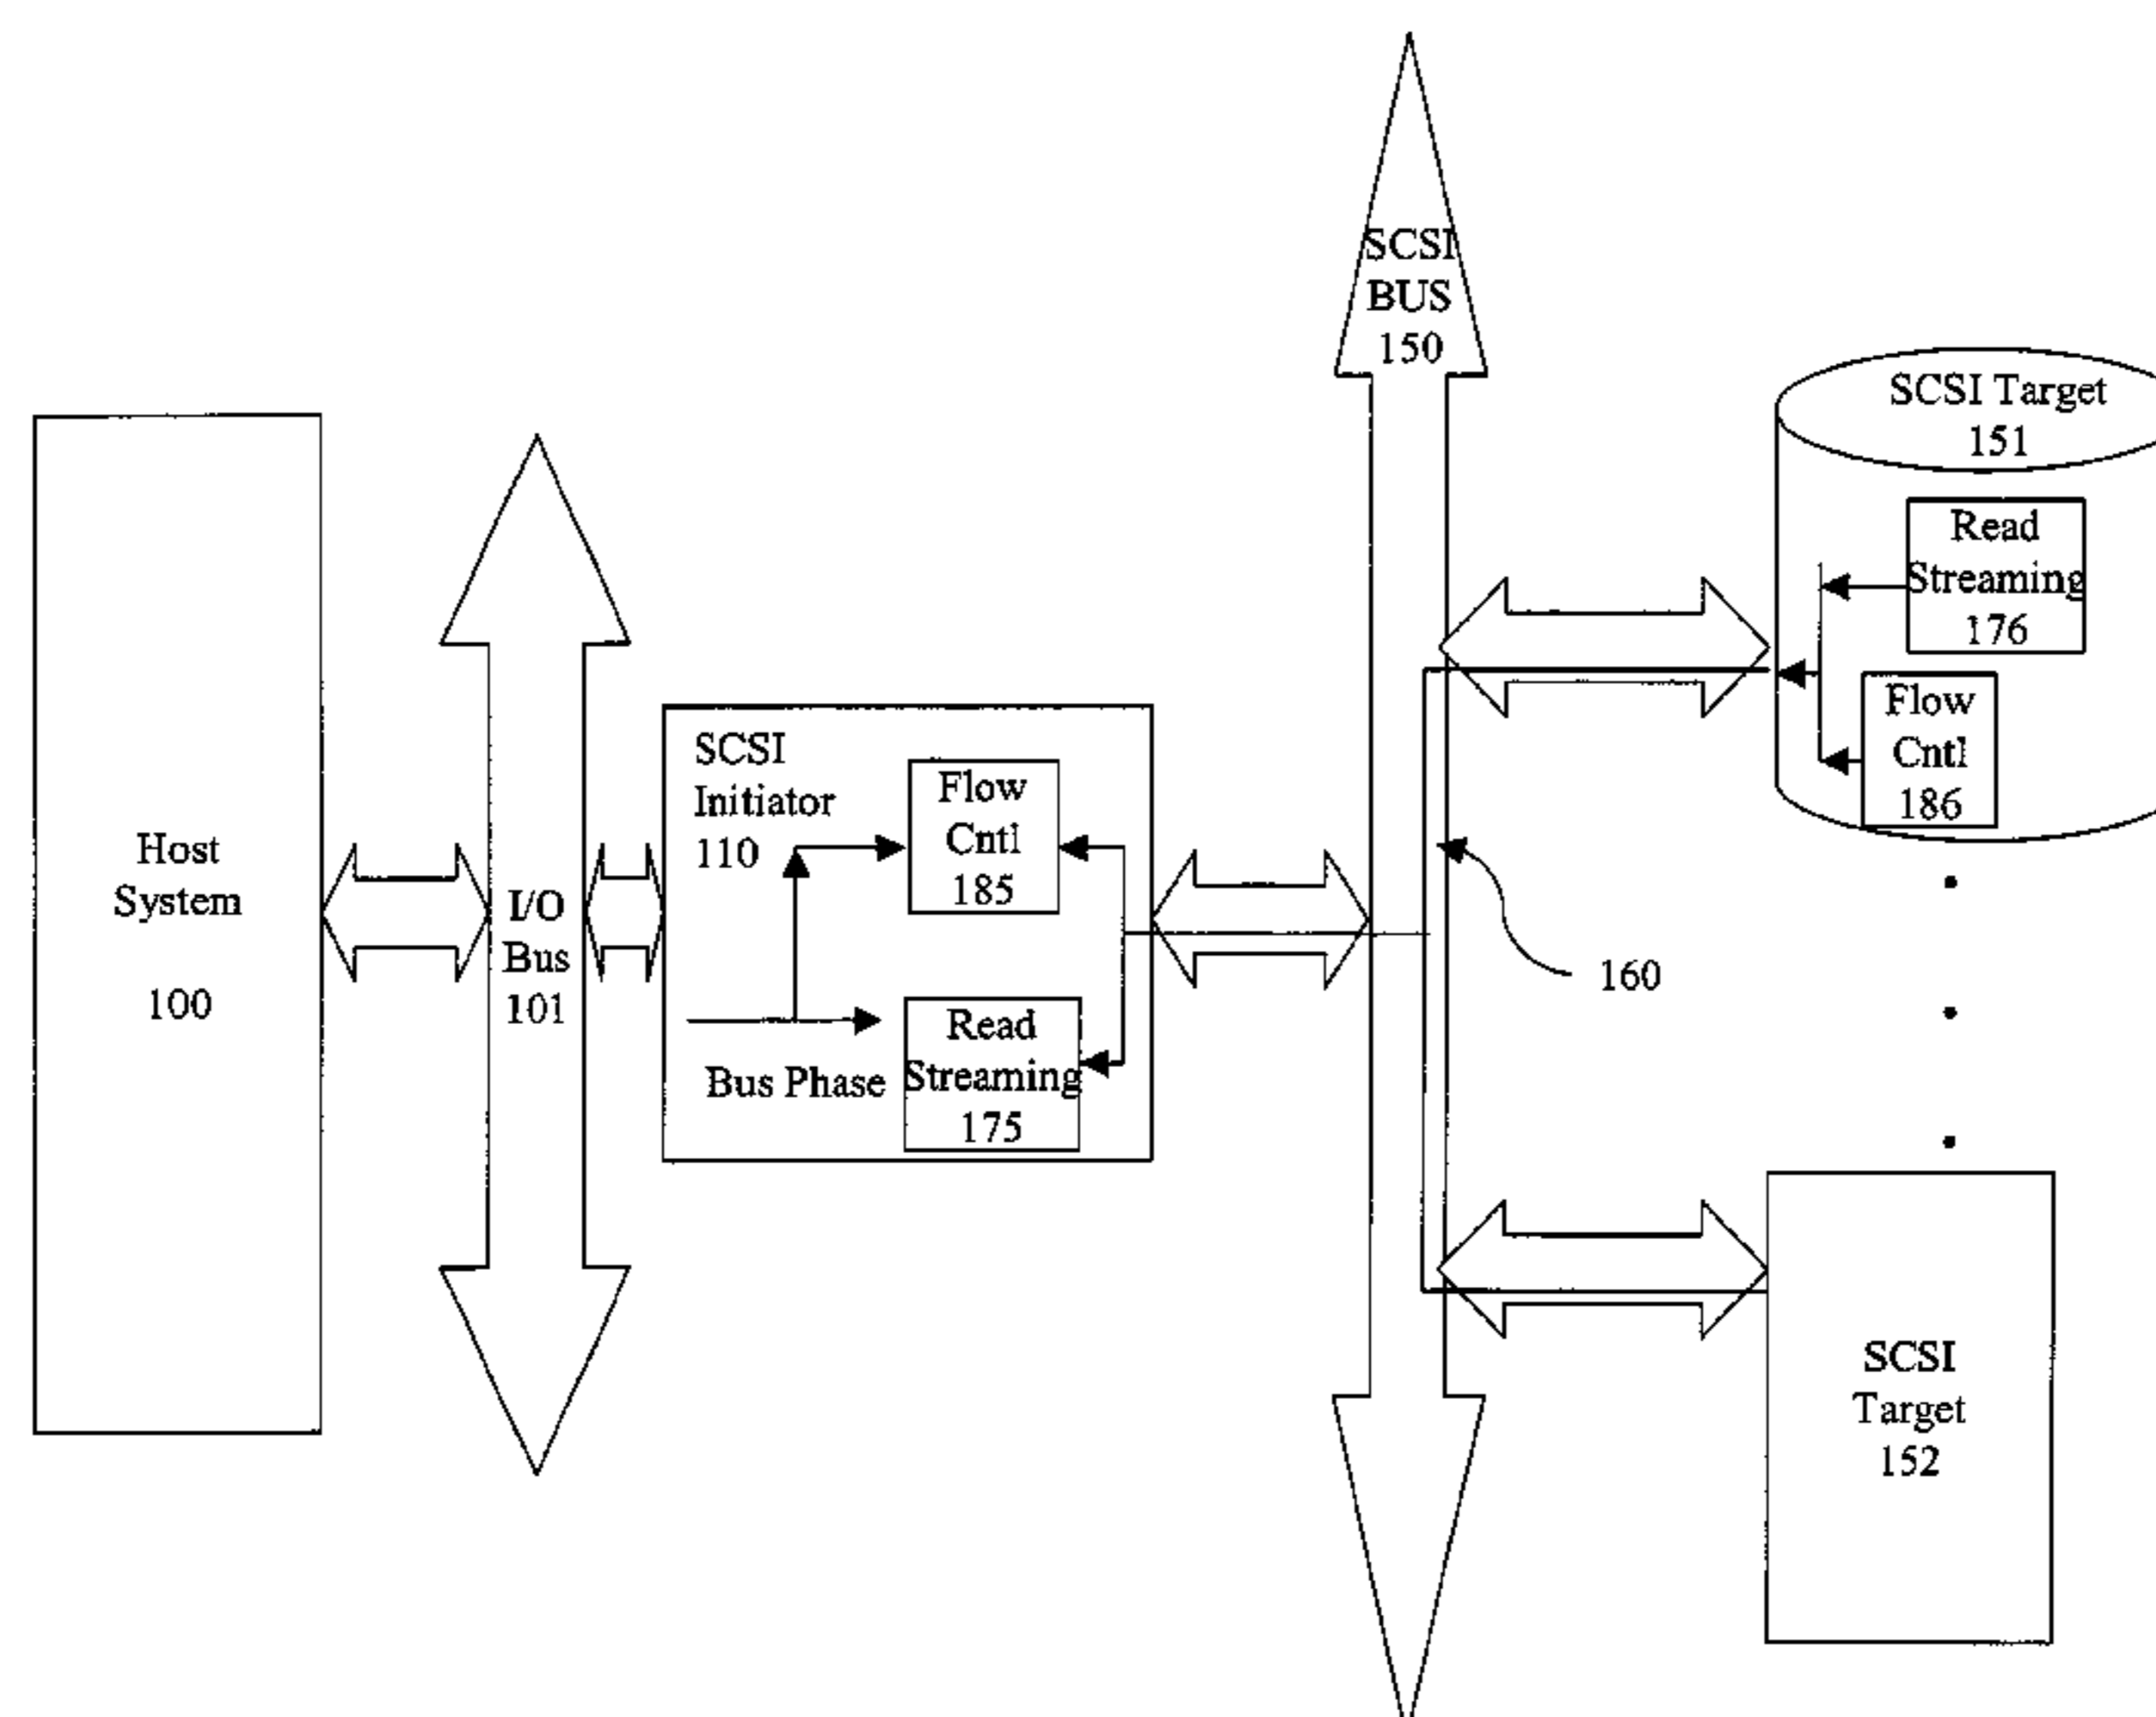 Host
System
100
I/O
Bus
101
SCSI
Initiator
110
Flow
Cntl
185
Bus Phase
Read
Streaming
175
SCSI
BUS
150
160
SCSI Target
151
Read
Streaming
176
Flow
Cntl
186
SCSI
Target
152